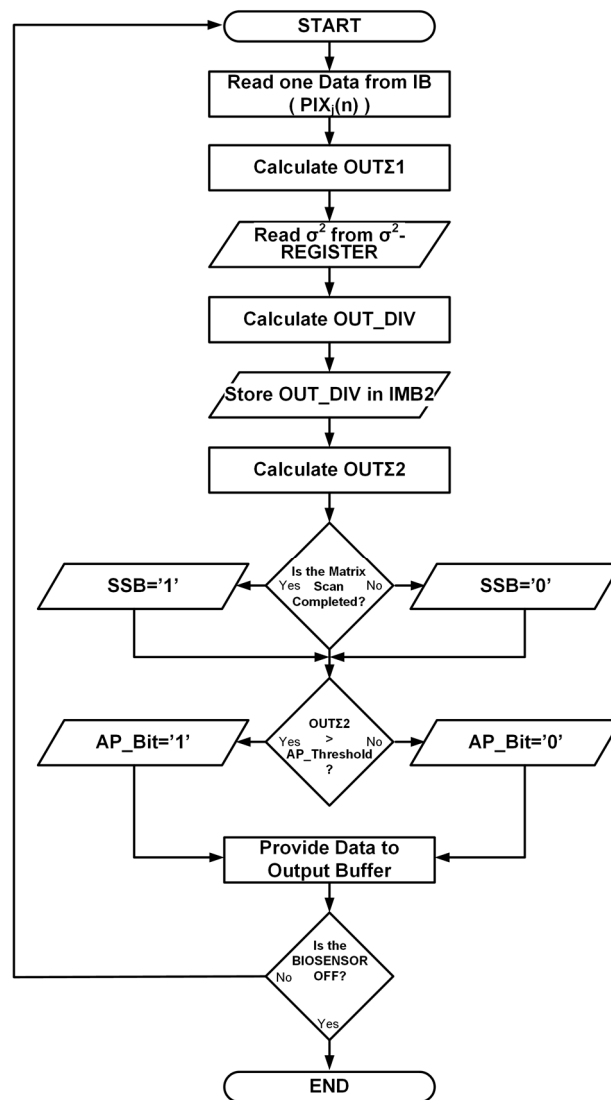 START
Read one Data from IB
( PIXⱼ(n) )
Calculate OUTΣ1
Read σ² from σ²-
REGISTER
Calculate OUT_DIV
Store OUT_DIV in IMB2
Calculate OUTΣ2
Is the Matrix
Yes Scan No
Completed?
SSB=’1’
SSB=’0’
OUTΣ2
Yes > No
AP_Threshold
?
AP_Bit=’1’
AP_Bit=’0’
Provide Data to
Output Buffer
Is the
BIOSENSOR
OFF?
No
Yes
END